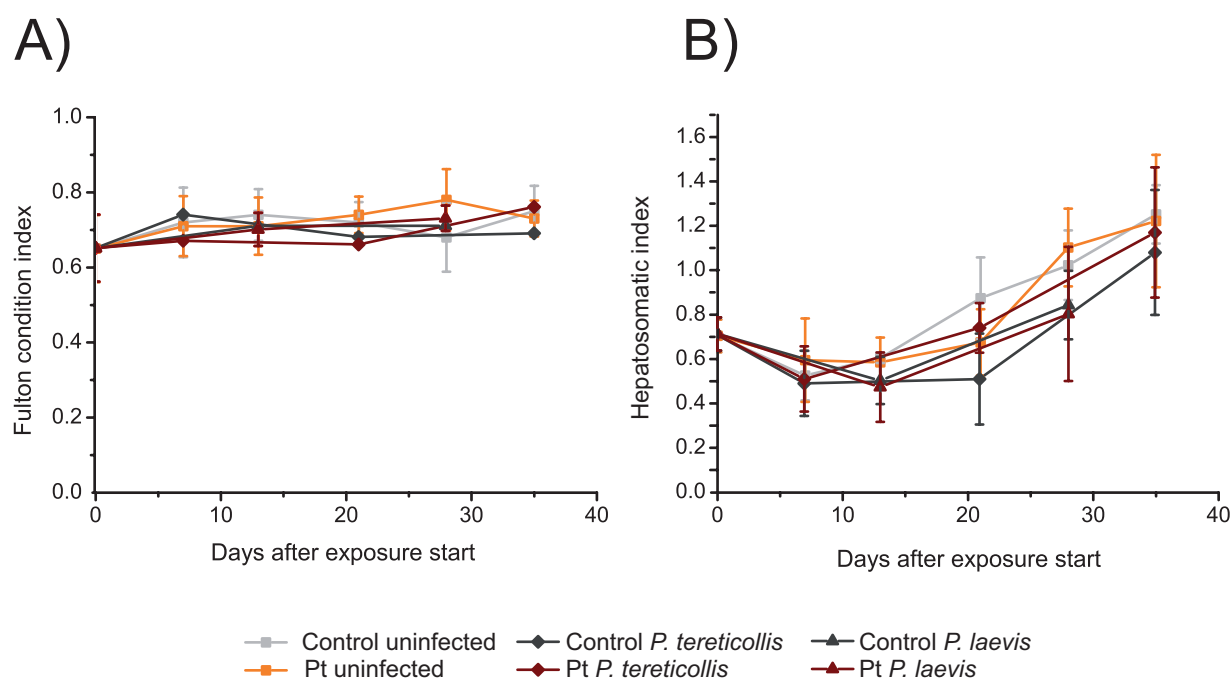 A)
B)
Fulton condition index
1.0
0.8
0.6
0.4
0.2
0.0
0
10
20
30
40
Days after exposure start
Hepatosomatic index
1.6
1.4
1.2
1.0
0.8
0.6
0.4
0.2
0.0
0
10
20
30
40
Days after exposure start
Control uninfected
Control P. tereticollis
Control P. laevis
Pt uninfected
Pt P. tereticollis
Pt P. laevis